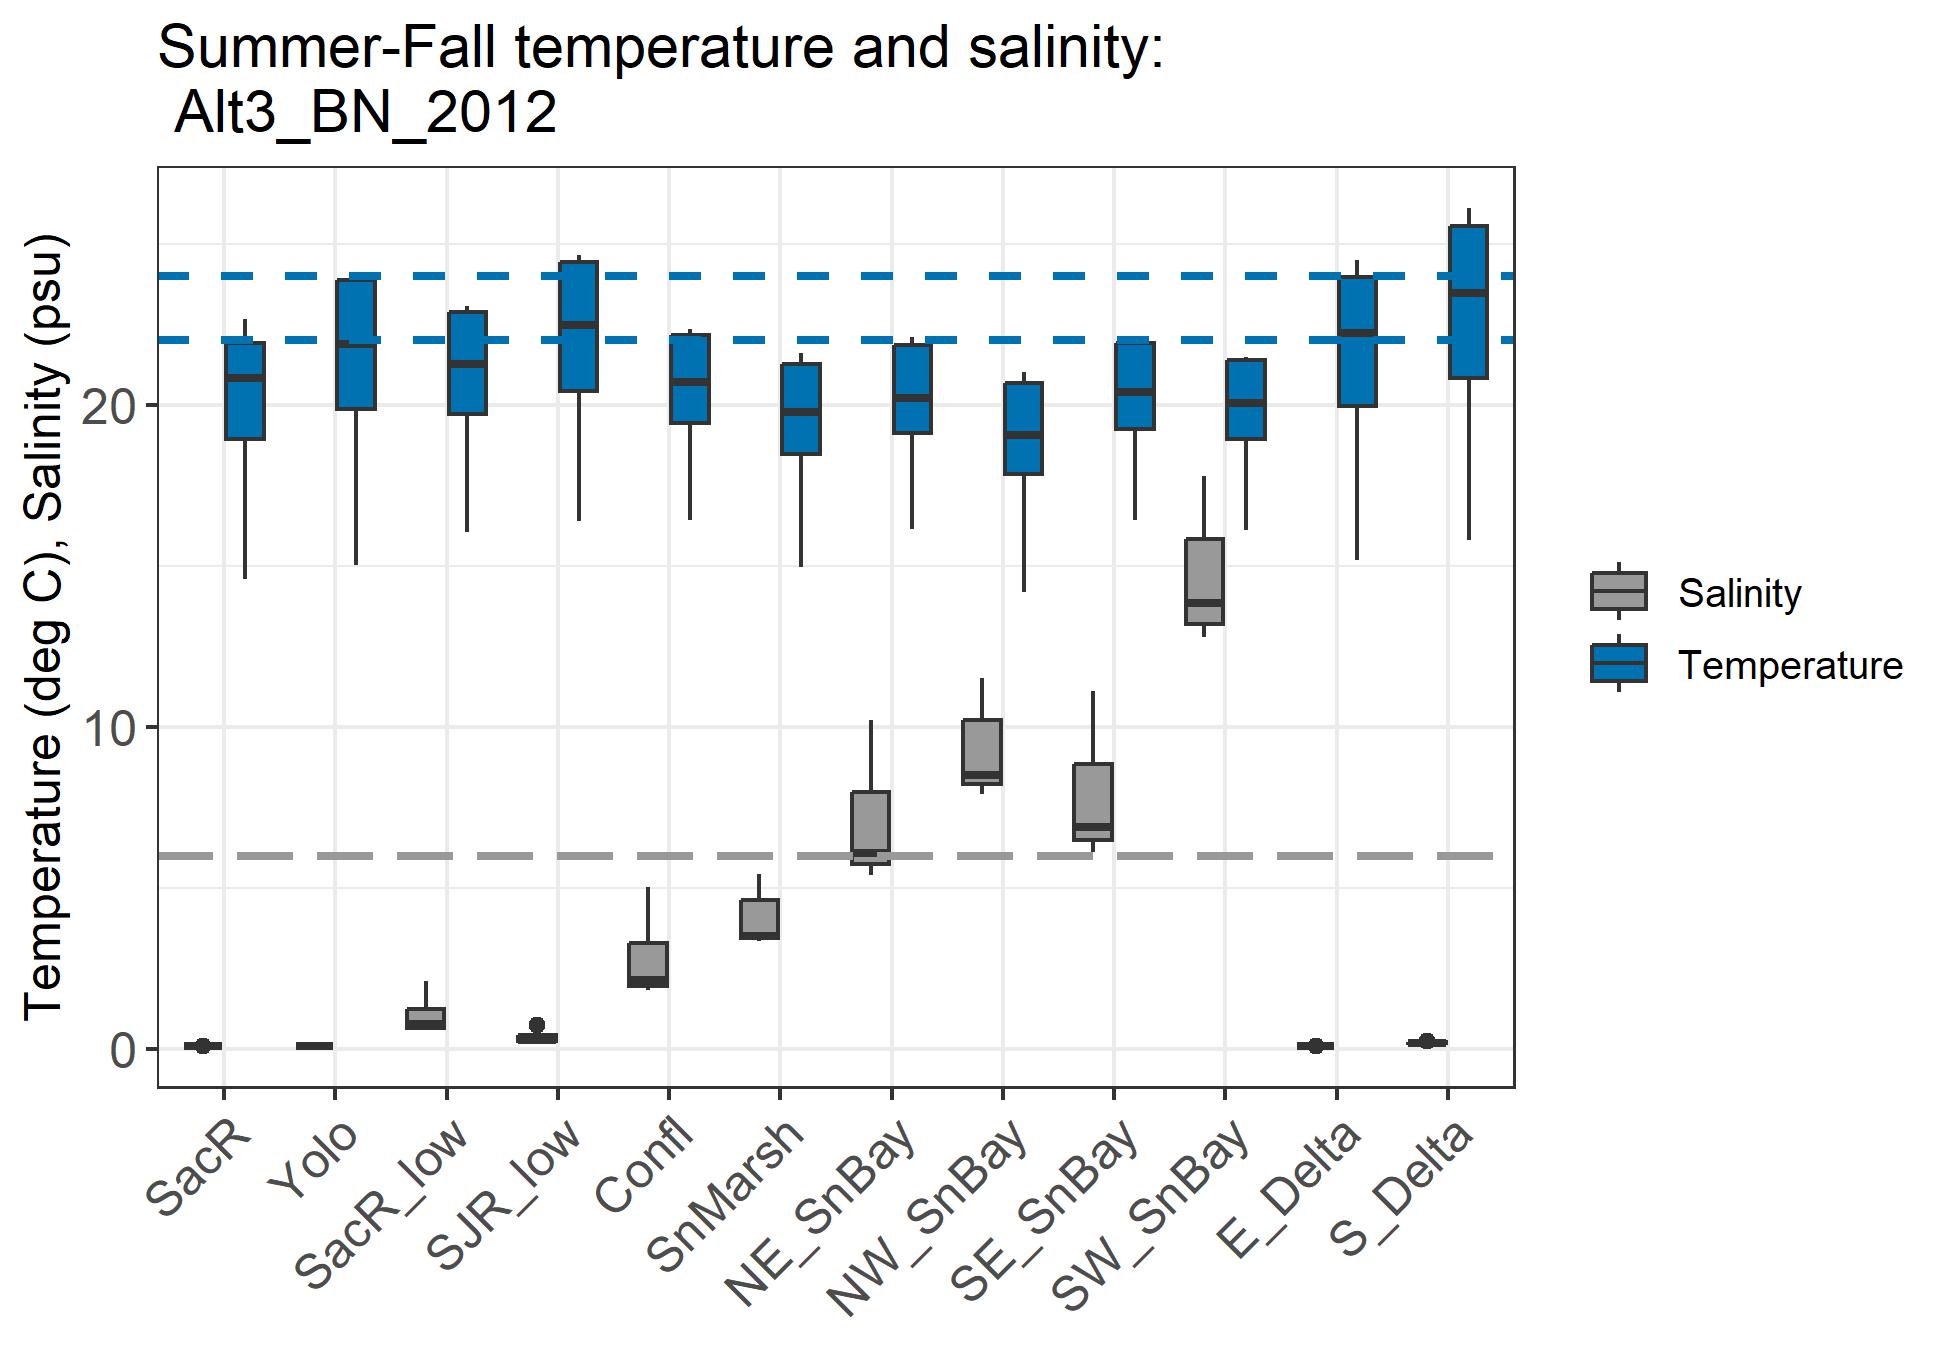 Summer-Fall temperature and salinity:
Alt3_BN_2012
Temperature (deg C), Salinity (psu)
20
10
0
Salinity
Temperature
SacR
Yolo
SacR_low
SJR_low
Confl
SnMarsh
NE_SnBay
NW_SnBay
SE_SnBay
SW_SnBay
E_Delta
S_Delta